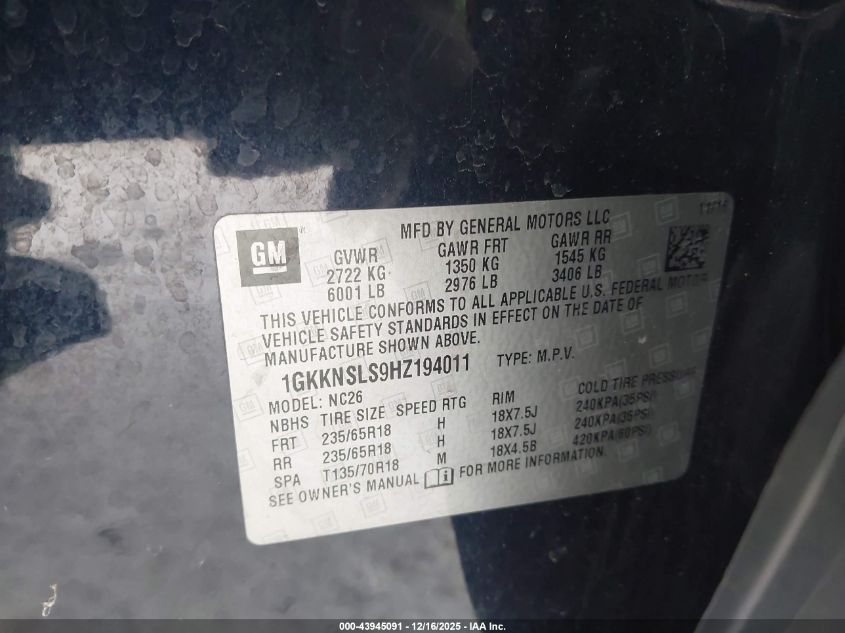 MFD BY GENERAL MOTORS LLC
GM
GVWR GAWR FRT GAWR RR
2722 KG 1350 KG 1545 KG
6001 LB 2976 LB 3406 LB
THIS VEHICLE CONFORMS TO ALL APPLICABLE U.S. FEDERAL MOTOR
VEHICLE SAFETY STANDARDS IN EFFECT ON THE DATE OF
MANUFACTURE SHOWN ABOVE.
1GKKNSLS9HZ194011 TYPE: M.P.V.
MODEL: NC26
NBHS TIRE SIZE SPEED RTG RIM COLD TIRE PRESSURE
FRT 235/65R18 H 18X7.5J 240KPA(35PSI)
RR 235/65R18 H 18X7.5J 240KPA(35PSI)
SPA T135/70R18 M 18X4.5B 420KPA(60PSI)
SEE OWNER'S MANUAL FOR MORE INFORMATION.
000-43945091 - 12/16/2025 - IAA Inc.